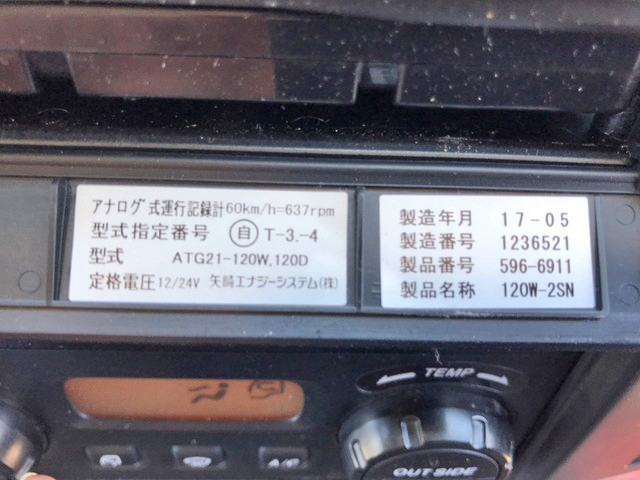 アナログ式運行記録計60km/h=637rpm
型式指定番号 自 T-3.-4
型式 ATG21-120W,120D
定格電圧12/24V 矢崎エナジーシステム(株)
製造年月 17-05
製造番号 1236521
製品番号 596-6911
製品名称 120W-2SN
TEMP
A/C
OUTSIDE